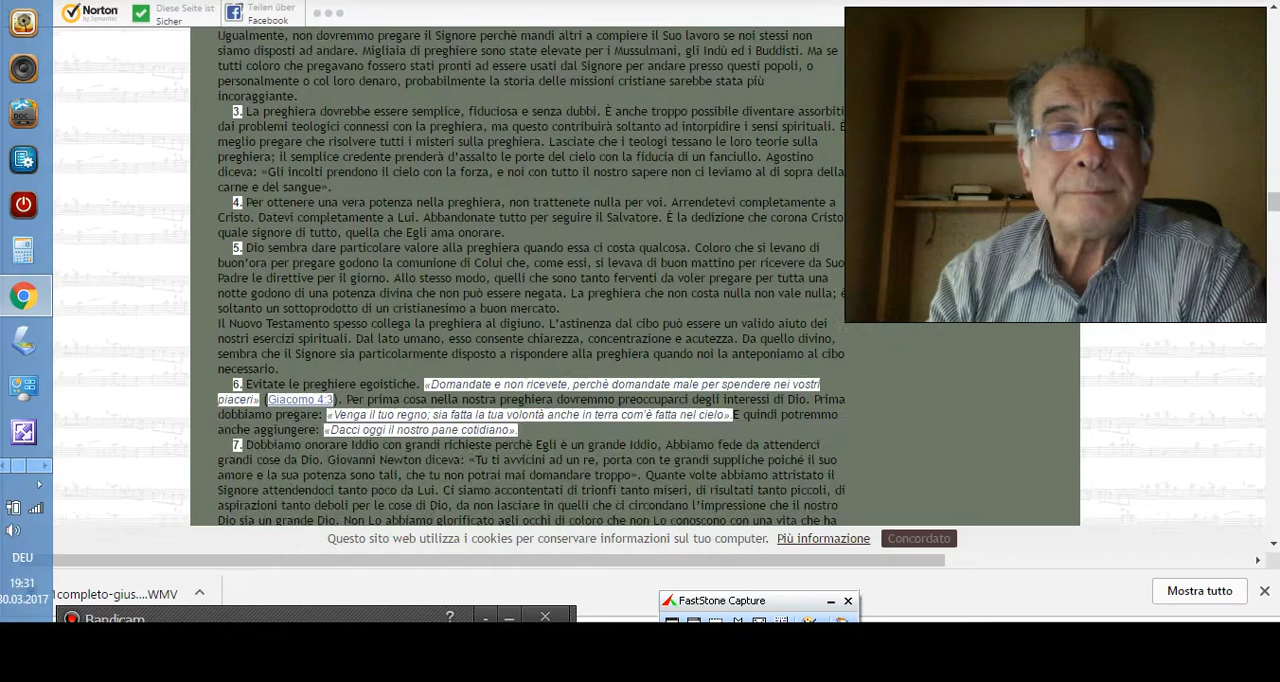 Norton
by Symantec
Diese Seite ist
Sicher
Teilen über
Facebook
Ugualmente, non dovremmo pregare il Signore perchè mandi altri a compiere il Suo lavoro se noi stessi non
siamo disposti ad andare. Migliaia di preghiere sono state elevate per i Mussulmani, gli Indù ed i Buddisti. Ma se
tutti coloro che pregavano fossero stati pronti ad essere usati dal Signore per andare presso questi popoli, o
personalmente o col loro denaro, probabilmente la storia delle missioni cristiane sarebbe stata più
incoraggiante.
3. La preghiera dovrebbe essere semplice, fiduciosa e senza dubbi. È anche troppo possibile diventare assorbiti
dai problemi teologici connessi con la preghiera, ma questo contribuirà soltanto ad intorpidire i sensi spirituali. È
meglio pregare che risolvere tutti i misteri sulla preghiera. Lasciate che i teologi tessano le loro teorie sulla
preghiera; il semplice credente prenderà d'assalto le porte del cielo con la fiducia di un fanciullo. Agostino
diceva: «Gli incolti prendono il cielo con la forza, e noi con tutto il nostro sapere non ci leviamo al di sopra della
carne e del sangue».
4. Per ottenere una vera potenza nella preghiera, non trattenete nulla per voi. Arrendetevi completamente a
Cristo. Datevi completamente a Lui. Abbandonate tutto per seguire il Salvatore. È la dedizione che corona Cristo
quale signore di tutto, quella che Egli ama onorare.
5. Dio sembra dare particolare valore alla preghiera quando essa ci costa qualcosa. Coloro che si levano di
buon'ora per pregare godono la comunione di Colui che, come essi, si levava di buon mattino per ricevere da Suo
Padre le direttive per il giorno. Allo stesso modo, quelli che sono tanto ferventi da voler pregare per tutta una
notte godono di una potenza divina che non può essere negata. La preghiera che non costa nulla non vale nulla; è
soltanto un sottoprodotto di un cristianesimo a buon mercato.
Il Nuovo Testamento spesso collega la preghiera al digiuno. L'astinenza dal cibo può essere un valido aiuto dei
nostri esercizi spirituali. Dal lato umano, esso consente chiarezza, concentrazione e acutezza. Da quello divino,
sembra che il Signore sia particolarmente disposto a rispondere alla preghiera quando noi la anteponiamo al cibo
necessario.
6. Evitate le preghiere egoistiche. «Domandate e non ricevete, perchè domandate male per spendere nei vostri
piaceri» (Giacomo 4:3). Per prima cosa nella nostra preghiera dovremmo preoccuparci degli interessi di Dio. Prima
dobbiamo pregare: «Venga il tuo regno; sia fatta la tua volontà anche in terra com'è fatta nel cielo».E quindi potremmo
anche aggiungere: «Dacci oggi il nostro pane cotidiano».
7. Dobbiamo onorare Iddio con grandi richieste perchè Egli è un grande Iddio, Abbiamo fede da attenderci
grandi cose da Dio. Giovanni Newton diceva: «Tu ti avvicini ad un re, porta con te grandi suppliche poiché il suo
amore e la sua potenza sono tali, che tu non potrai mai domandare troppo». Quante volte abbiamo attristato il
Signore attendendoci tanto poco da Lui. Ci siamo accontentati di trionfi tanto miseri, di risultati tanto piccoli, di
aspirazioni tanto deboli per le cose di Dio, da non lasciare in quelli che ci circondano l'impressione che il nostro
Dio sia un grande Dio. Non Lo abbiamo glorificato agli occhi di coloro che non Lo conoscono con una vita che ha
Questo sito web utilizza i cookies per conservare informazioni sul tuo computer. Più informazione Concordato
DOC
DEU
19:31
30.03.2017
completo-gius....WMV
Mostra tutto
Bandicam
FastStone Capture